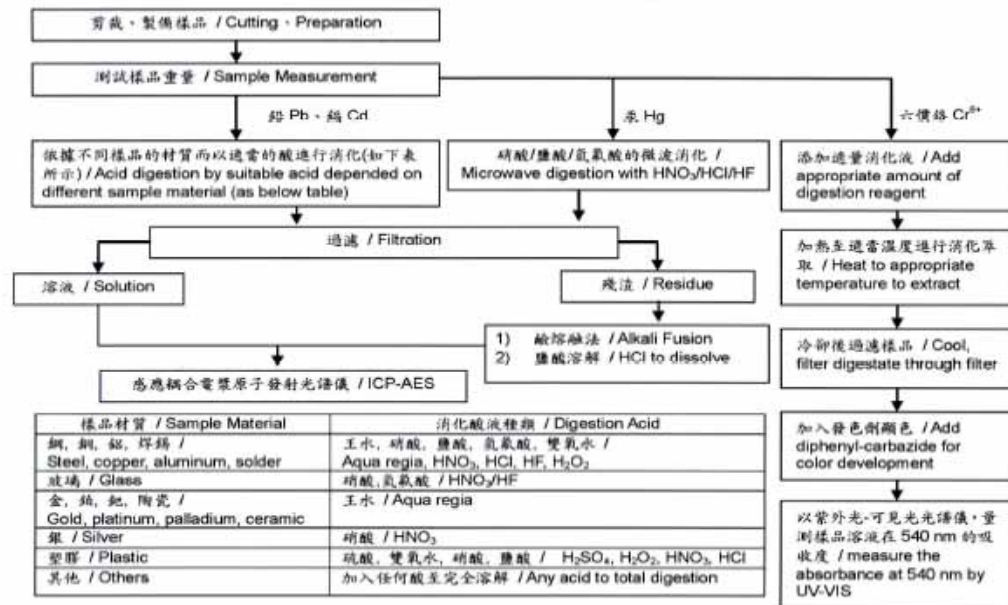 剪裁、製備樣品 / Cutting、Preparation
測試樣品重量 / Sample Measurement
鉛 Pb、鎘 Cd
汞 Hg
六價鉻 Cr⁶⁺
依據不同樣品的材質而以適當的酸進行消化(如下表
所示) / Acid digestion by suitable acid depended on
different sample material (as below table)
硝酸/鹽酸/氫氟酸的微波消化 /
Microwave digestion with HNO₃/HCl/HF
添加適量消化液 / Add
appropriate amount of
digestion reagent
過濾 / Filtration
加熱至適當溫度進行消化萃
取 / Heat to appropriate
temperature to extract
溶液 / Solution
殘渣 / Residue
1) 鹼熔融法 / Alkali Fusion
2) 鹽酸溶解 / HCl to dissolve
冷卻後過濾樣品 / Cool,
filter digestate through filter
感應耦合電漿原子發射光譜儀 / ICP-AES
加入發色劑顯色 / Add
diphenyl-carbazide for
color development
以紫外光-可見光光譜儀，量
測樣品溶液在 540 nm 的吸
收度 / measure the
absorbance at 540 nm by
UV-VIS
樣品材質 / Sample Material 消化酸液種類 / Digestion Acid
鋼, 銅, 鋁, 焊錫 / 王水, 硝酸, 鹽酸, 氫氟酸, 雙氧水 /
Steel, copper, aluminum, solder Aqua regia, HNO₃, HCl, HF, H₂O₂
玻璃 / Glass 硝酸,氫氟酸 / HNO₃/HF
金, 鉑, 鈀, 陶瓷 / 王水 / Aqua regia
Gold, platinum, palladium, ceramic
銀 / Silver 硝酸 / HNO₃
塑膠 / Plastic 硫酸, 雙氧水, 硝酸, 鹽酸 / H₂SO₄, H₂O₂, HNO₃, HCl
其他 / Others 加入任何酸至完全溶解 / Any acid to total digestion